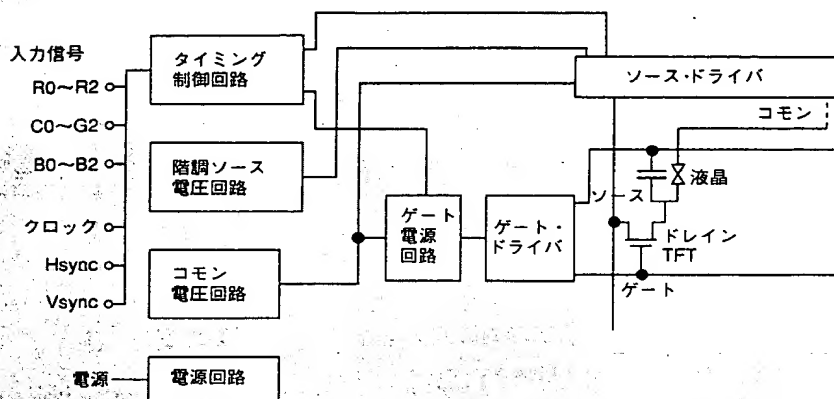 入力信号
R0～R2
C0～G2
B0～B2
クロック
Hsync
Vsync
電源
タイミング
制御回路
階調ソース
電圧回路
コモン
電圧回路
電源回路
ゲート
電源
回路
ゲート・
ドライバ
ソース・ドライバ
コモン
液晶
ソース
ドレイン
TFT
ゲート